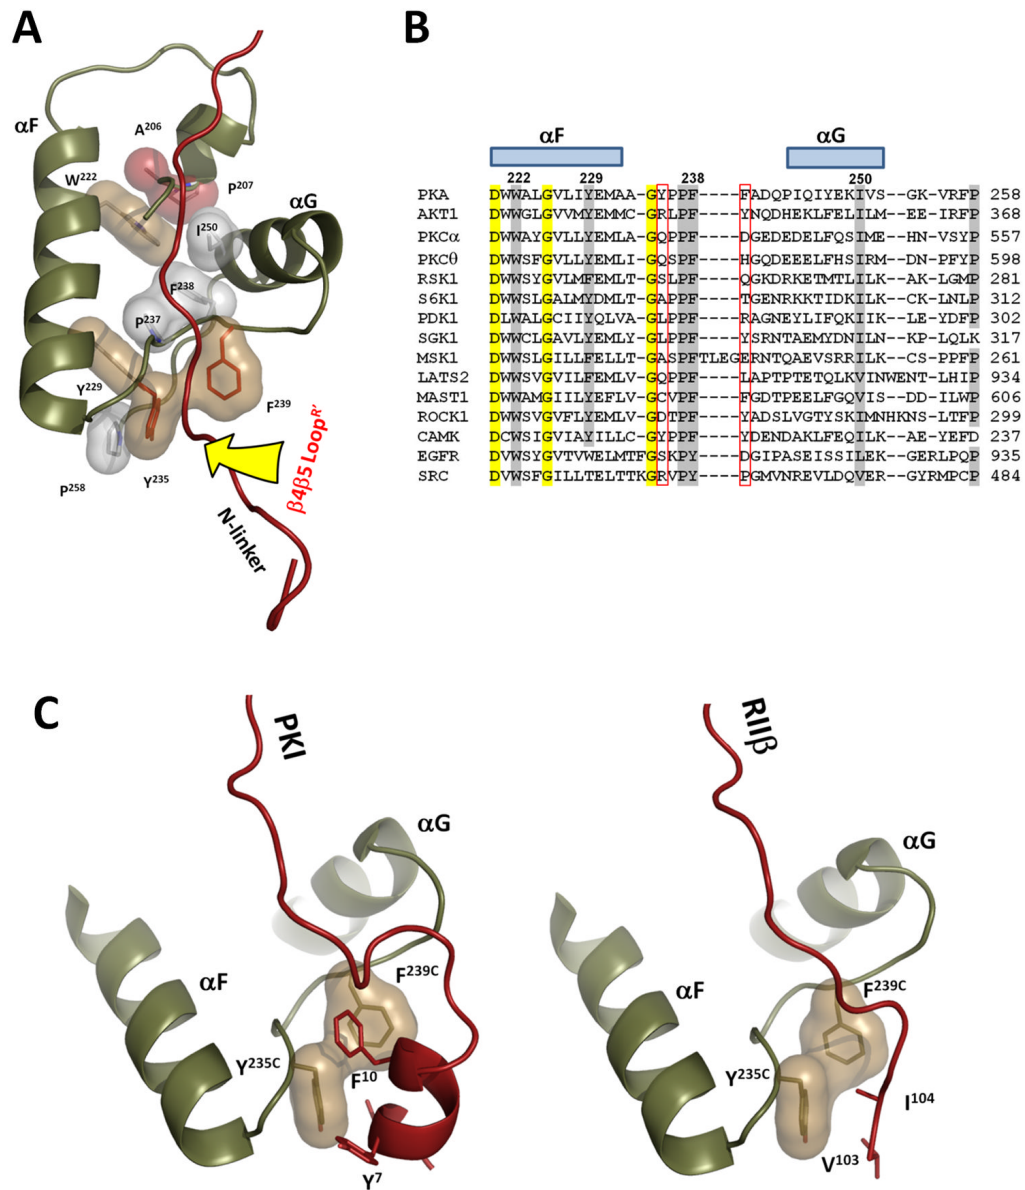 A
αF
A206
W222
P207
αG
I250
F238
P237
Y229
F239
P258
Y235
β4β5 LoopR'
N-linker
B
αF αG
222 229 238 250
PKA DWWALGVLIYEMAA-GYPPF-----FADQPIQIYEKIVS--GK-VRFP 258
AKT1 DWWGLGVVMYEMMC-GRLPF-----YNQDHEKLFELILM--EE-IRFP 368
PKCα DWWAYGVLLYEMLA-GQPPF-----DGEDEDELFQSIME--HN-VSYP 557
PKCθ DWWSFGVLLYEMLI-GQSPF-----HGQDEEELFHSIRM--DN-PFYP 598
RSK1 DWWSYGVLMFEMLT-GSLPF-----QGKDRKETMTLILK--AK-LGMP 281
S6K1 DWWSLGALMYDMLT-GAPPF-----TGENRKKTIDKILK--CK-LNLP 312
PDK1 DLWALGCIIYQLVA-GLPPF-----RAGNEYLIFQKIIK--LE-YDFP 302
SGK1 DWWCLGAVLYEMLY-GLPPF-----YSRNTAEMYDNILN--KP-LQLK 317
MSK1 DWWSLGILLFELLT-GASPFTLEGERNTQAEVSRRILK--CS-PPFP 261
LATS2 DWWSVGVILFEMLV-GQPPF-----LAPTPTETQLKVINWENT-LHIP 934
MAST1 DWWAMGIILYEFLV-GCVPF-----FGDTPEELFGQVIS--DD-ILWP 606
ROCK1 DWWSVGVFLYEMLV-GDTPF-----YADSLVGTYSKIMNHKNS-LTFP 299
CAMK DCWSIGVIAYILLC-GYPPF-----YDENDAKLFEQILK--AE-YEFD 237
EGFR DVWSYGVTVWELMTFGSKPY-----DGIPASEISSILEK--GERLPQP 935
SRC DVWSFGILLTELTTKGRVPY-----PGMVNREVLDQVER--GYRMPCP 484
C
PKI
αG
αF
F239C
Y235C
F10
Y7
RIIβ
αG
αF
F239C
Y235C
I104
V103